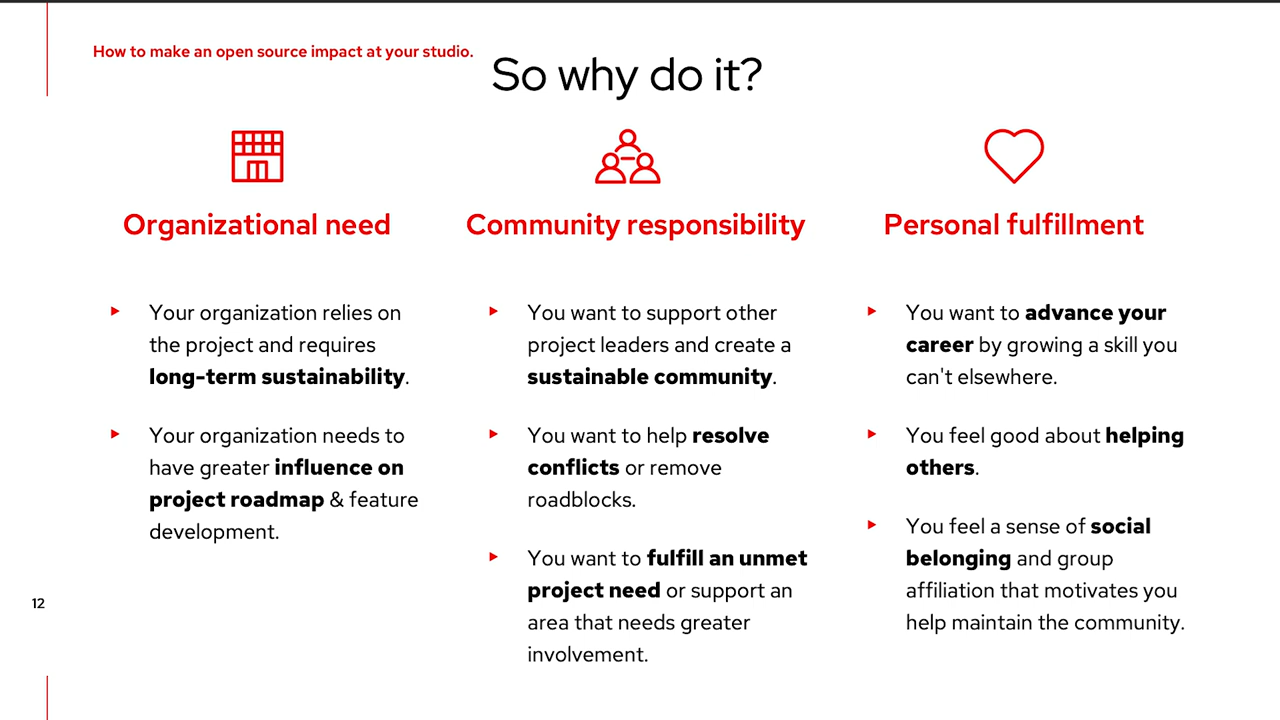 How to make an open source impact at your studio.
So why do it?
Organizational need
Your organization relies on
the project and requires
long-term sustainability.
Your organization needs to
have greater influence on
project roadmap & feature
development.
Community responsibility
You want to support other
project leaders and create a
sustainable community.
You want to help resolve
conflicts or remove
roadblocks.
You want to fulfill an unmet
project need or support an
area that needs greater
involvement.
Personal fulfillment
You want to advance your
career by growing a skill you
can't elsewhere.
You feel good about helping
others.
You feel a sense of social
belonging and group
affiliation that motivates you
help maintain the community.
12